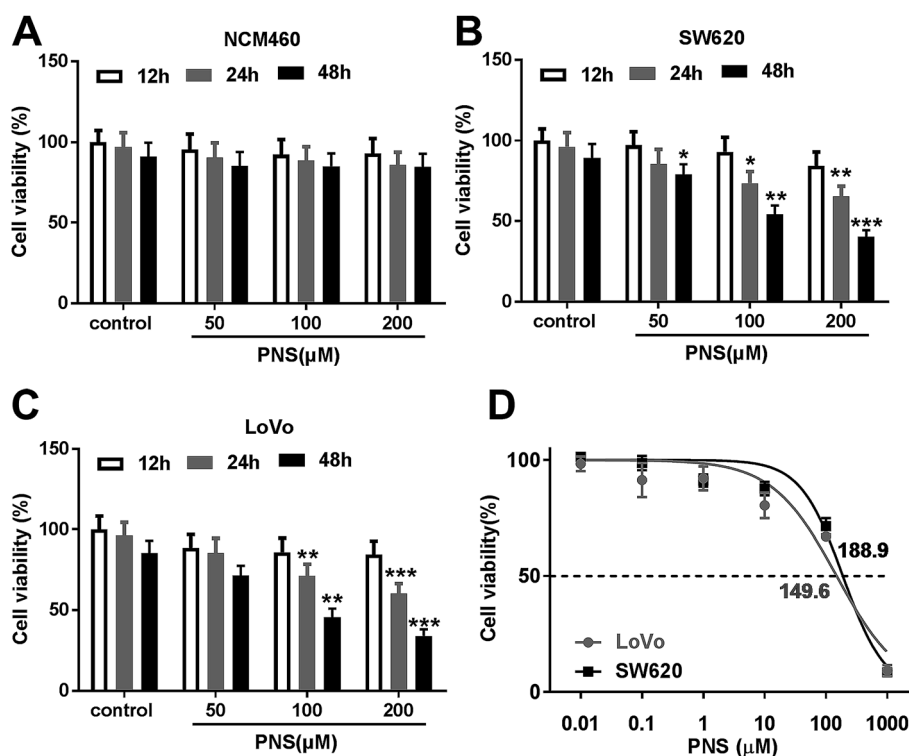 A
NCM460
12h 24h 48h
Cell viability (%)
150
100
50
0
control 50 100 200
PNS(µM)
B
SW620
12h 24h 48h
Cell viability (%)
150
100
50
0
* * ** ** ***
control 50 100 200
PNS(µM)
C
LoVo
12h 24h 48h
Cell viability (%)
150
100
50
0
** ** *** ***
control 50 100 200
PNS(µM)
D
Cell viability(%)
100
50
0
188.9
149.6
LoVo
SW620
0.01 0.1 1 10 100 1000
PNS (µM)